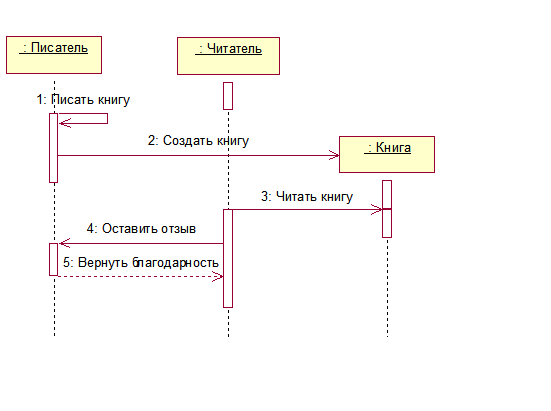 : Писатель
: Читатель
1: Писать книгу
2: Создать книгу
: Книга
3: Читать книгу
4: Оставить отзыв
5: Вернуть благодарность